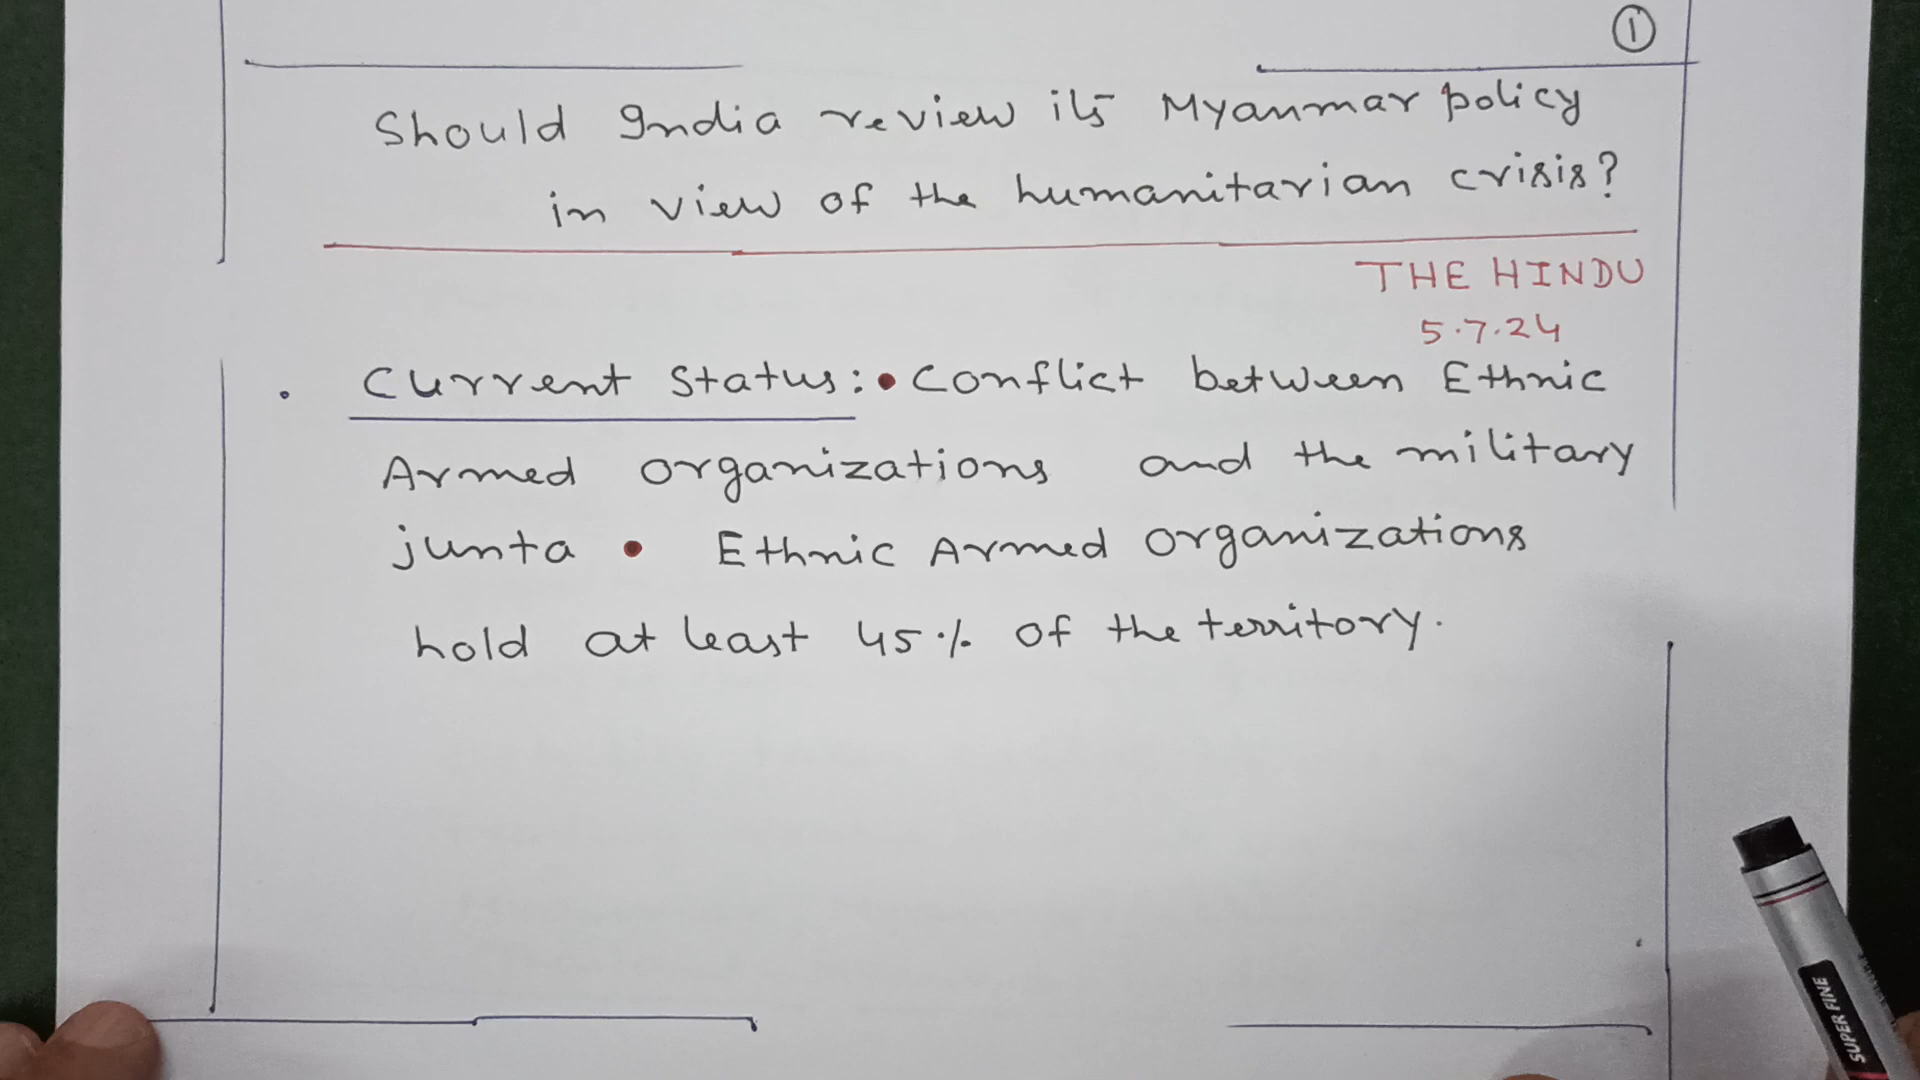 1
Should India review its Myanmar policy
in view of the humanitarian crisis?
THE HINDU
5.7.24
• Current Status: • Conflict between Ethnic
Armed organizations and the military
junta • Ethnic Armed organizations
hold at least 45% of the territory.
SUPER FINE